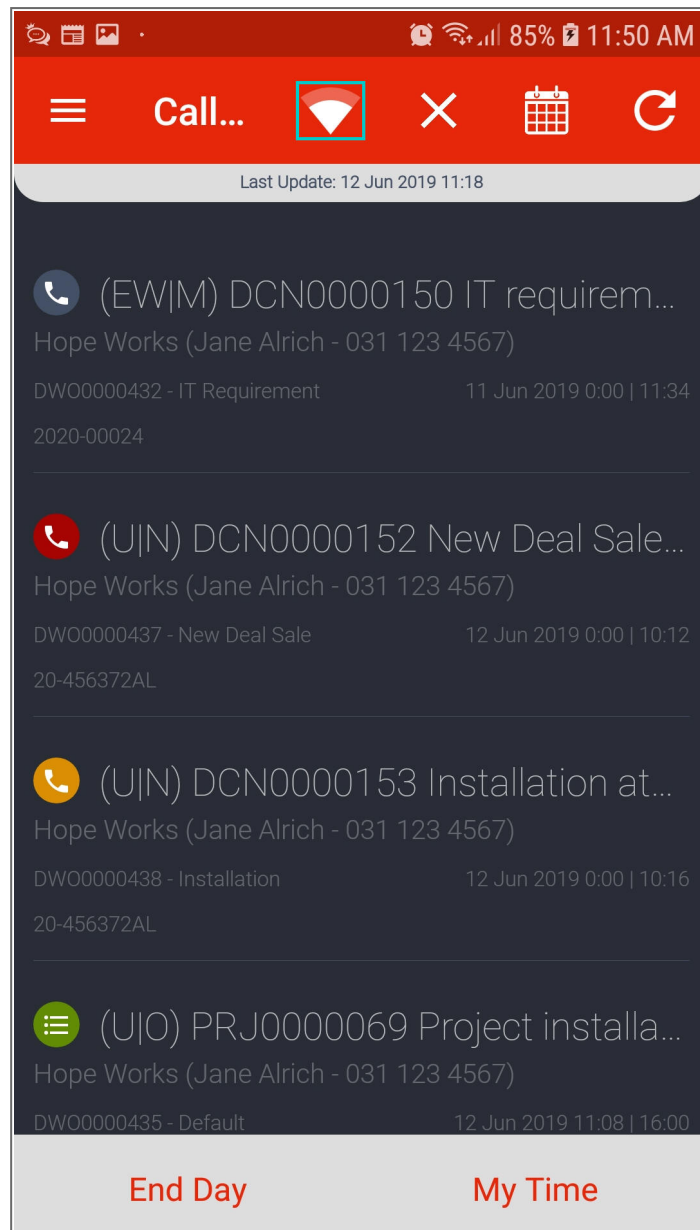 85% 11:50 AM
Call...
Last Update: 12 Jun 2019 11:18
(EW|M) DCN0000150 IT requirem...
Hope Works (Jane Alrich - 031 123 4567)
DWO0000432 - IT Requirement 11 Jun 2019 0:00 | 11:34
2020-00024
(U|N) DCN0000152 New Deal Sale...
Hope Works (Jane Alrich - 031 123 4567)
DWO0000437 - New Deal Sale 12 Jun 2019 0:00 | 10:12
20-456372AL
(U|N) DCN0000153 Installation at...
Hope Works (Jane Alrich - 031 123 4567)
DWO0000438 - Installation 12 Jun 2019 0:00 | 10:16
20-456372AL
(U|O) PRJ0000069 Project installa...
Hope Works (Jane Alrich - 031 123 4567)
DWO0000435 - Default 12 Jun 2019 11:08 | 16:00
End Day My Time